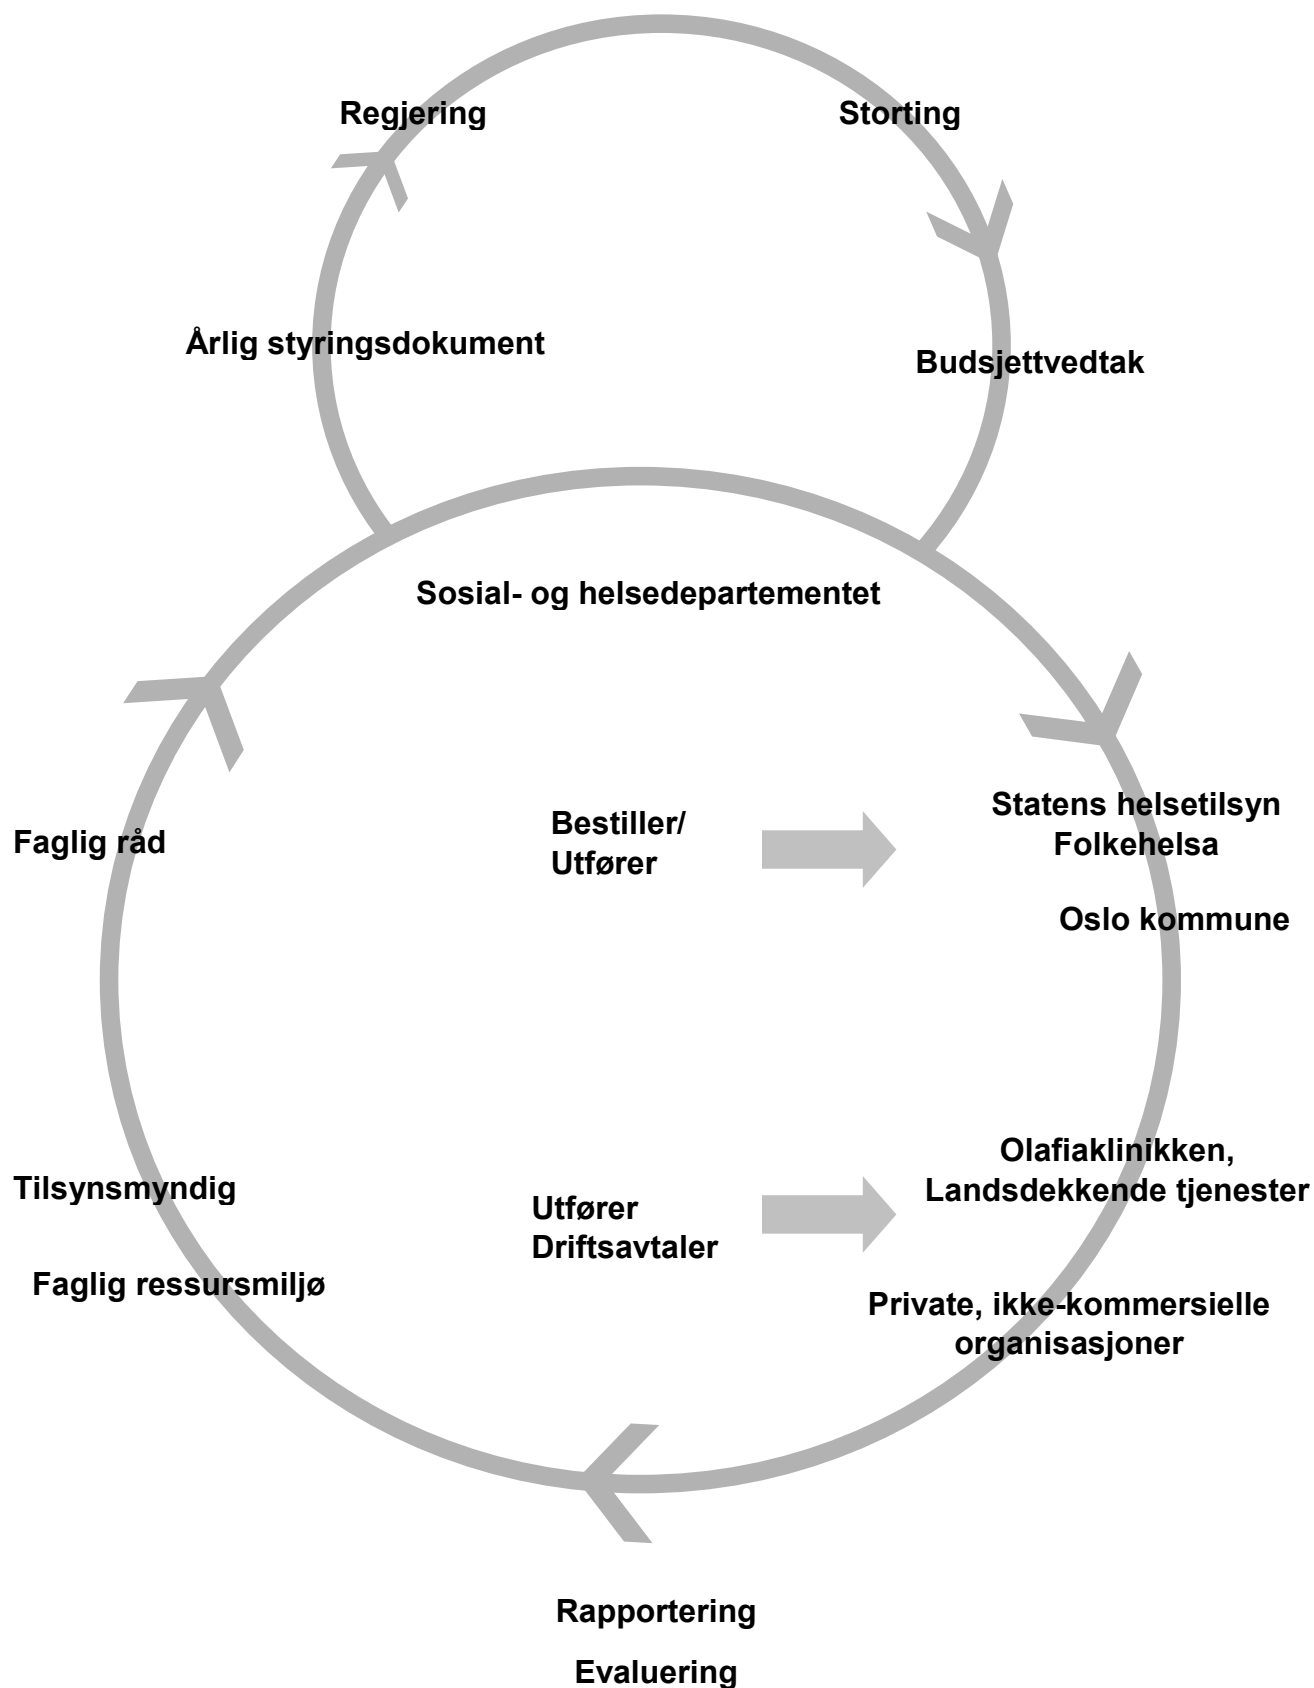 Regjering
Storting
Årlig styringsdokument
Budsjettvedtak
Sosial- og helsedepartementet
Faglig råd
Bestiller/
Utfører
Statens helsetilsyn
Folkehelsa
Oslo kommune
Tilsynsmyndig
Faglig ressursmiljø
Utfører
Driftsavtaler
Olafiaklinikken,
Landsdekkende tjenester
Private, ikke-kommersielle
organisasjoner
Rapportering
Evaluering